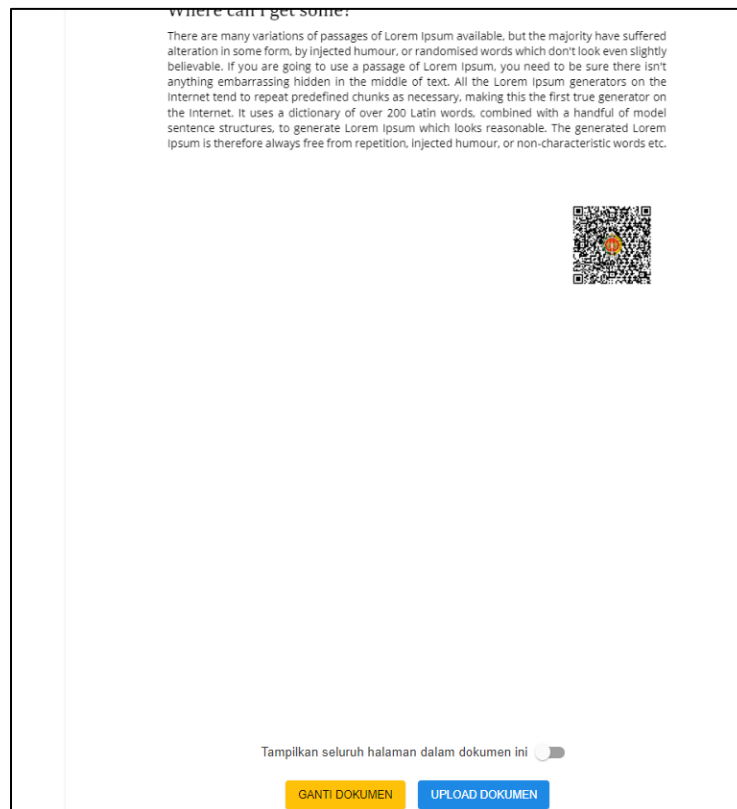 Where can I get some?
There are many variations of passages of Lorem Ipsum available, but the majority have suffered
alteration in some form, by injected humour, or randomised words which don't look even slightly
believable. If you are going to use a passage of Lorem Ipsum, you need to be sure there isn't
anything embarrassing hidden in the middle of text. All the Lorem Ipsum generators on the
Internet tend to repeat predefined chunks as necessary, making this the first true generator on
the Internet. It uses a dictionary of over 200 Latin words, combined with a handful of model
sentence structures, to generate Lorem Ipsum which looks reasonable. The generated Lorem
Ipsum is therefore always free from repetition, injected humour, or non-characteristic words etc.
Tampilkan seluruh halaman dalam dokumen ini
GANTI DOKUMEN UPLOAD DOKUMEN